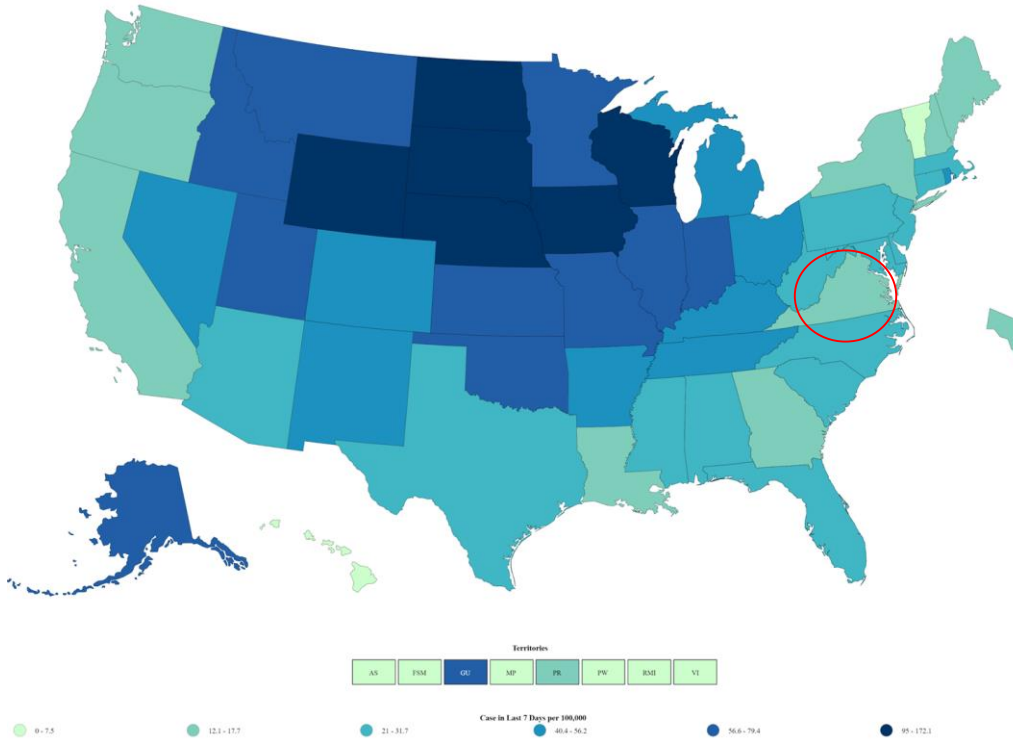 Territories
AS FSM GU MP PR PW RMI VI
Case in Last 7 Days per 100,000
0 - 7.5 12.1 - 17.7 21 - 31.7 40.4 - 56.2 56.6 - 79.4 95 - 172.1